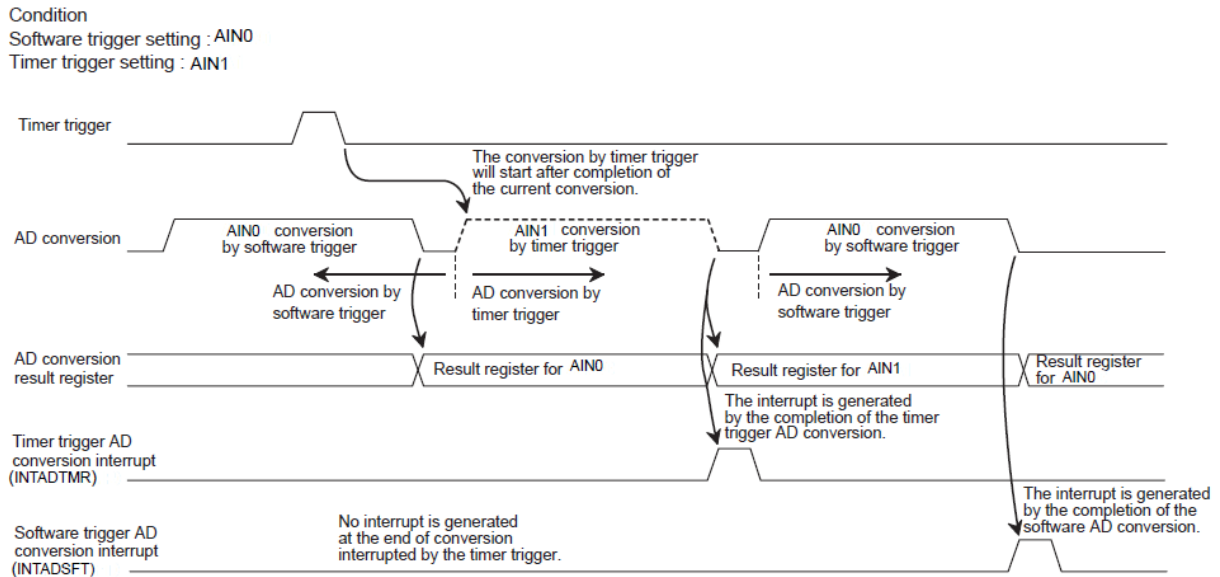 Condition
Software trigger setting : AIN0
Timer trigger setting : AIN1
Timer trigger
The conversion by timer trigger
will start after completion of
the current conversion.
AD conversion
AIN0 conversion
by software trigger
AIN1 conversion
by timer trigger
AIN0 conversion
by software trigger
AD conversion by
software trigger
AD conversion by
timer trigger
AD conversion by
software trigger
AD conversion
result register
Result register for AIN0
Result register for AIN1
Result register
for AIN0
The interrupt is generated
by the completion of the timer
trigger AD conversion.
Timer trigger AD
conversion interrupt
(INTADTMR)
The interrupt is generated
by the completion of the
software AD conversion.
Software trigger AD
conversion interrupt
(INTADSFT)
No interrupt is generated
at the end of conversion
interrupted by the timer trigger.